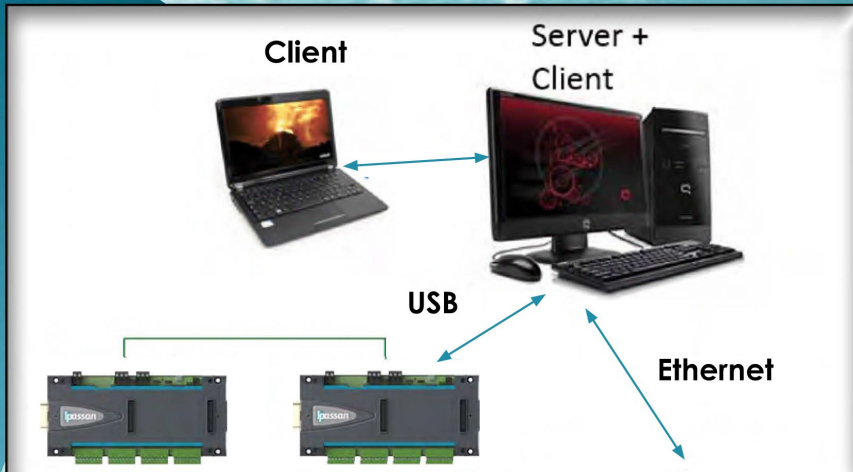 Client
Server +
Client
USB
Ethernet
ipassan
ipassan